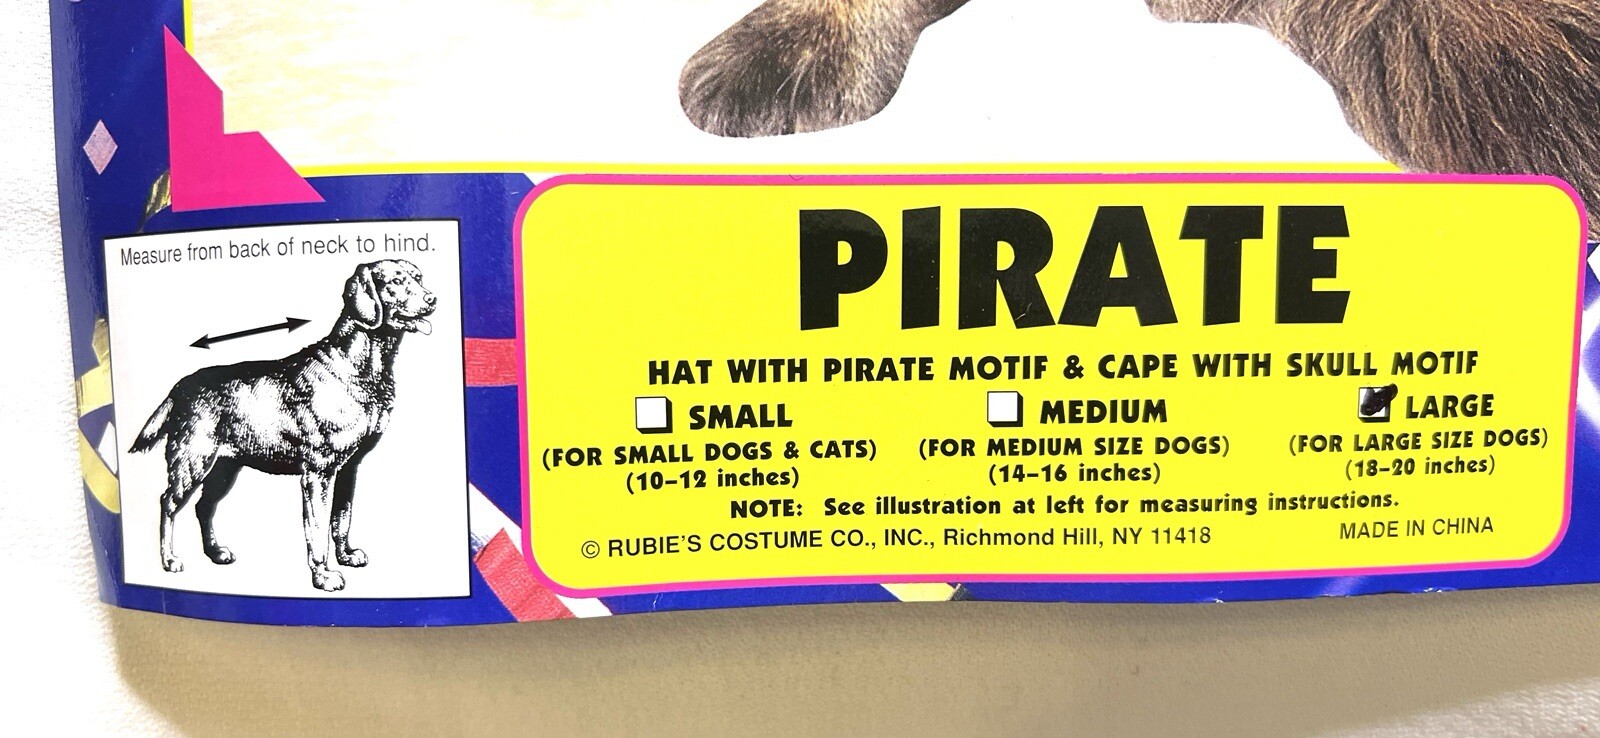 Measure from back of neck to hind.
PIRATE
HAT WITH PIRATE MOTIF & CAPE WITH SKULL MOTIF
SMALL MEDIUM LARGE
(FOR SMALL DOGS & CATS) (FOR MEDIUM SIZE DOGS) (FOR LARGE SIZE DOGS)
(10-12 inches) (14-16 inches) (18-20 inches)
NOTE: See illustration at left for measuring instructions.
© RUBIE'S COSTUME CO., INC., Richmond Hill, NY 11418 MADE IN CHINA